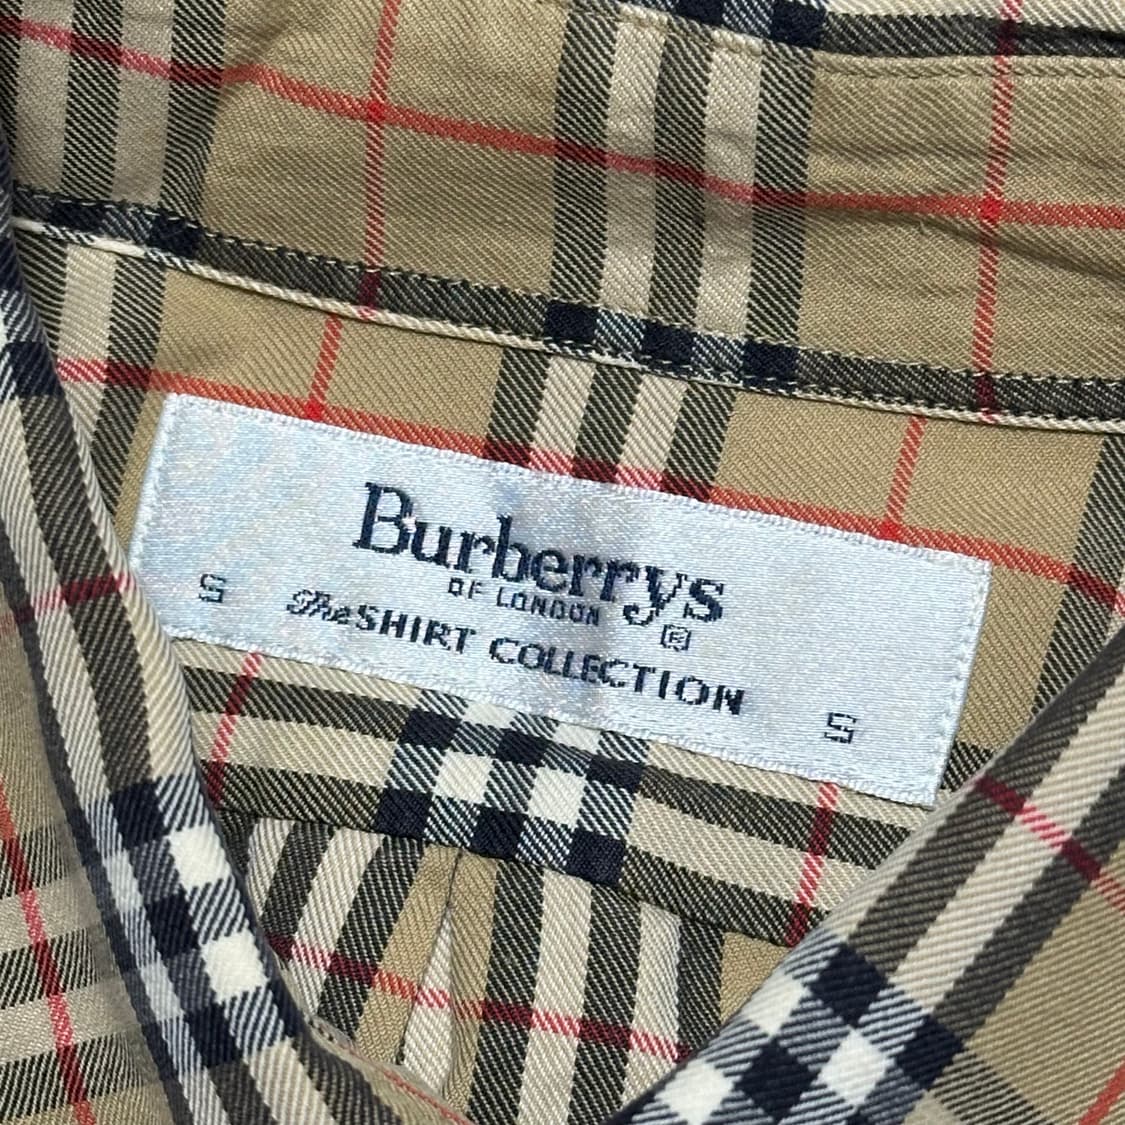 Burberrys
OF LONDON ®
S The SHIRT COLLECTION S